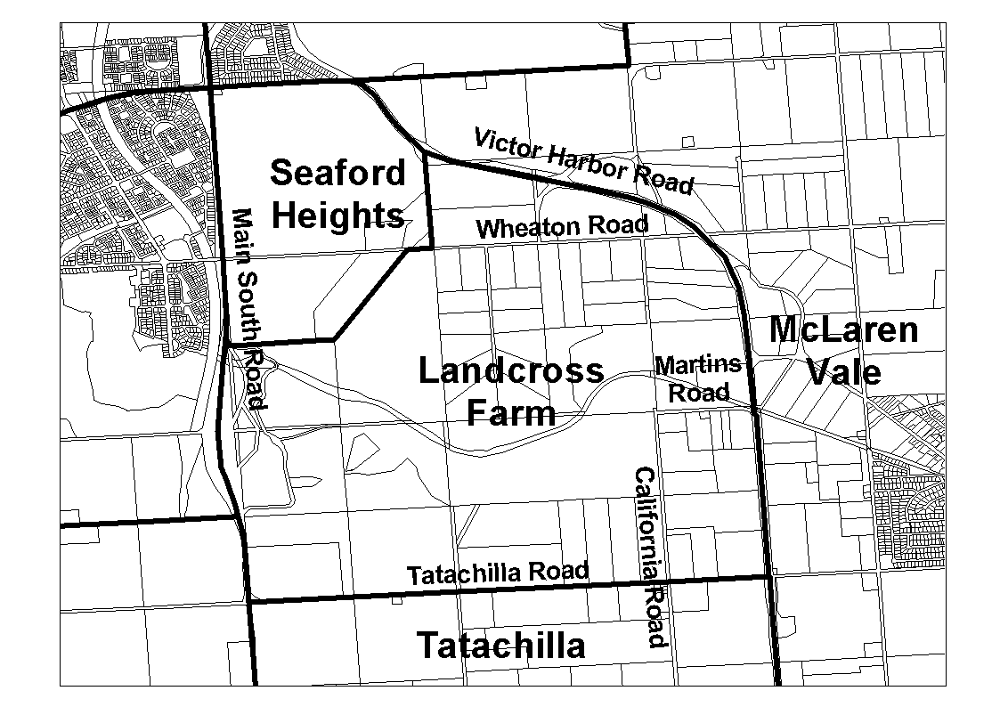 Victor Harbor Road
Seaford
Heights
Wheaton Road
Main South Road
McLaren
Vale
Landcross
Farm
Martins
Road
California Road
Tatachilla Road
Tatachilla